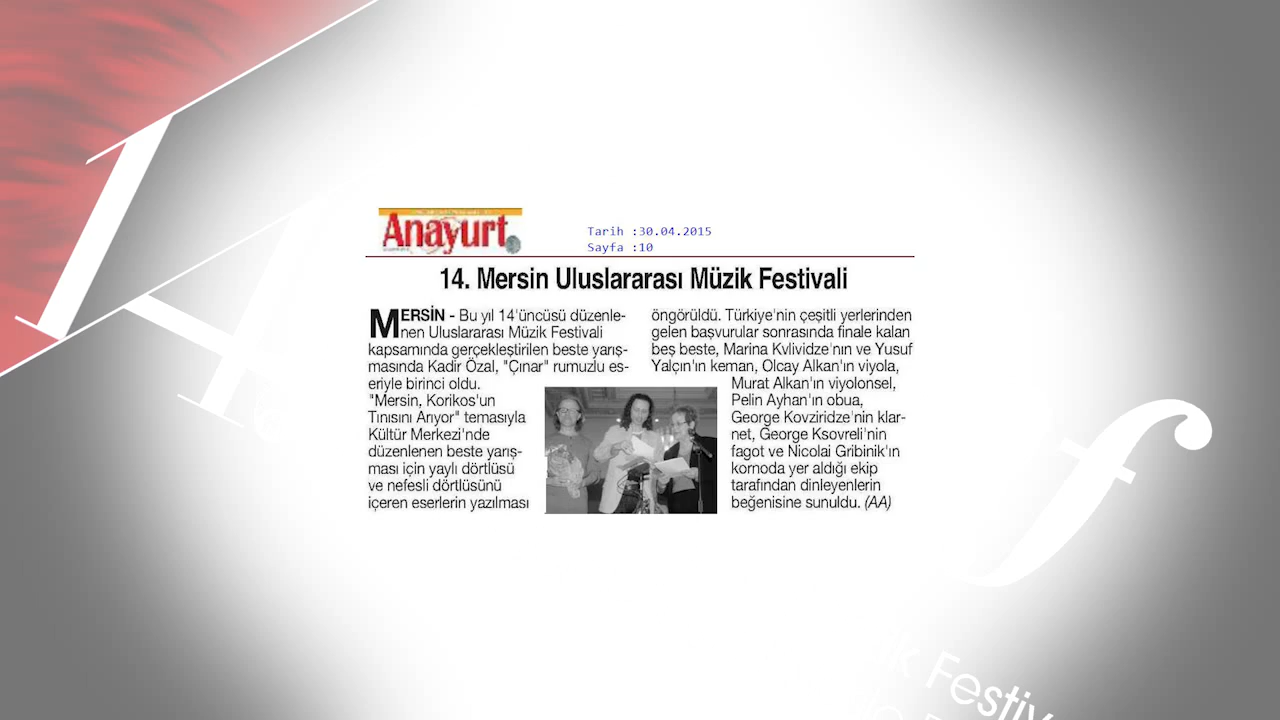 Anayurt
Tarih :30.04.2015
Sayfa :10
14. Mersin Uluslararası Müzik Festivali
MERSİN - Bu yıl 14'üncüsü düzenle-
nen Uluslararası Müzik Festivali
kapsamında gerçekleştirilen beste yarış-
masında Kadir Özal, "Çınar" rumuzlu es-
eriyle birinci oldu.
"Mersin, Korikos'un
Tınısını Arıyor" temasıyla
Kültür Merkezi'nde
düzenlenen beste yarış-
ması için yaylı dörtlüsü
ve nefesli dörtlüsünü
içeren eserlerin yazılması
öngörüldü. Türkiye'nin çeşitli yerlerinden
gelen başvurular sonrasında finale kalan
beş beste, Marina Kvlividze'nın ve Yusuf
Yalçın'ın keman, Olcay Alkan'ın viyola,
Murat Alkan'ın viyolonsel,
Pelin Ayhan'ın obua,
George Kovziridze'nin klar-
net, George Ksovreli'nin
fagot ve Nicolai Gribinik'ın
kornoda yer aldığı ekip
tarafından dinleyenlerin
beğenisine sunuldu. (AA)
f
Festiv